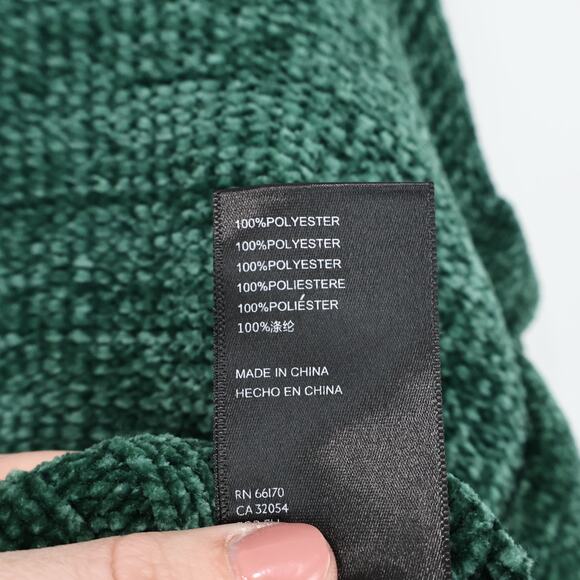 100%POLYESTER
100%POLYESTER
100%POLYESTER
100%POLIESTERE
100%POLIÉSTER
100%涤纶
MADE IN CHINA
HECHO EN CHINA
RN 66170
CA 32054